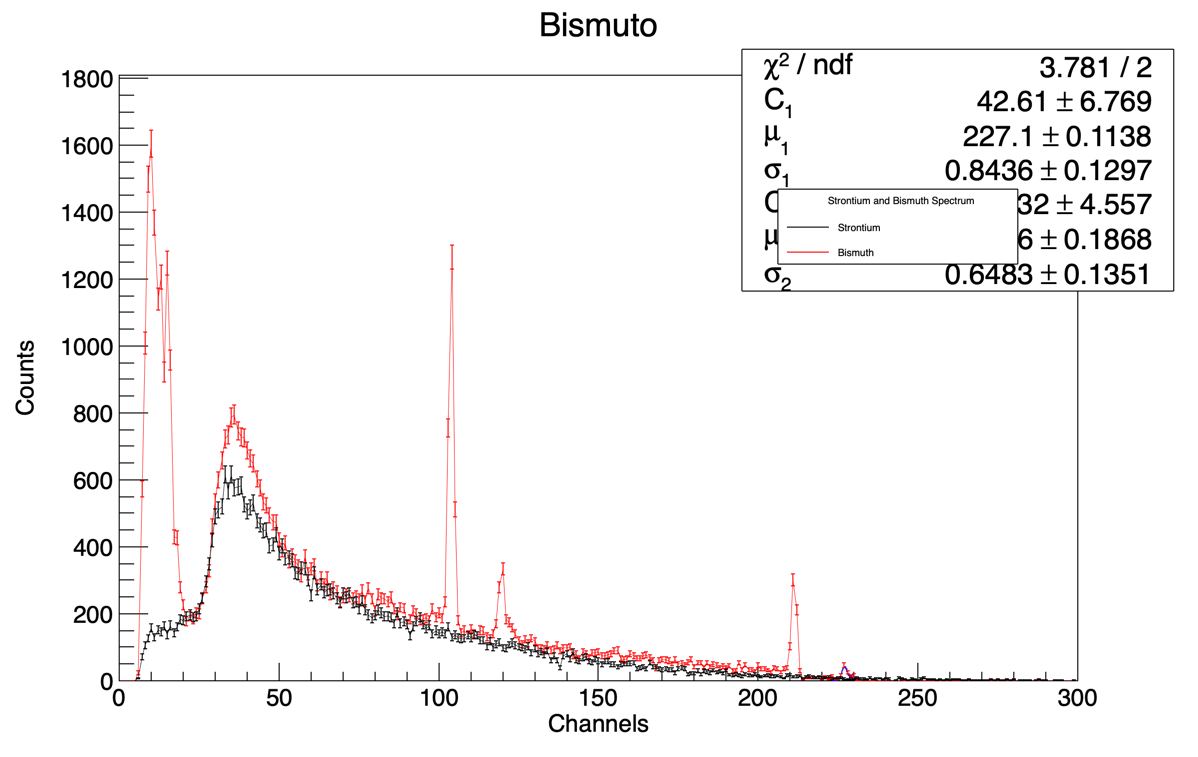 Bismuto
χ² / ndf 3.781 / 2
C₁ 42.61 ± 6.769
μ₁ 227.1 ± 0.1138
σ₁ 0.8436 ± 0.1297
C 32 ± 4.557
μ 6 ± 0.1868
σ₂ 0.6483 ± 0.1351
Strontium and Bismuth Spectrum
Strontium
Bismuth
Counts
1800
1600
1400
1200
1000
800
600
400
200
0
0 50 100 150 200 250 300
Channels